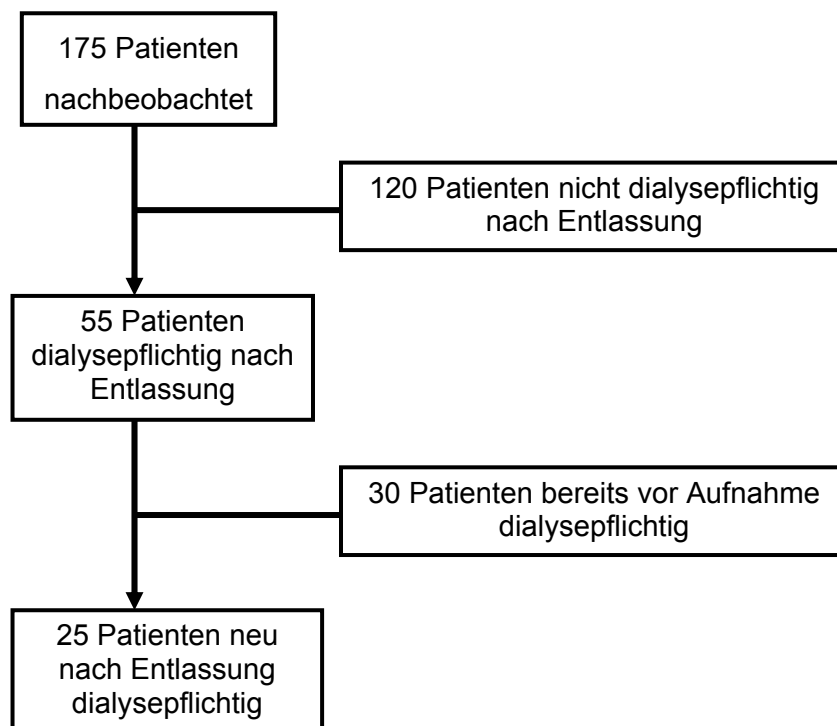 175 Patienten
nachbeobachtet
120 Patienten nicht dialysepflichtig
nach Entlassung
55 Patienten
dialysepflichtig nach
Entlassung
30 Patienten bereits vor Aufnahme
dialysepflichtig
25 Patienten neu
nach Entlassung
dialysepflichtig